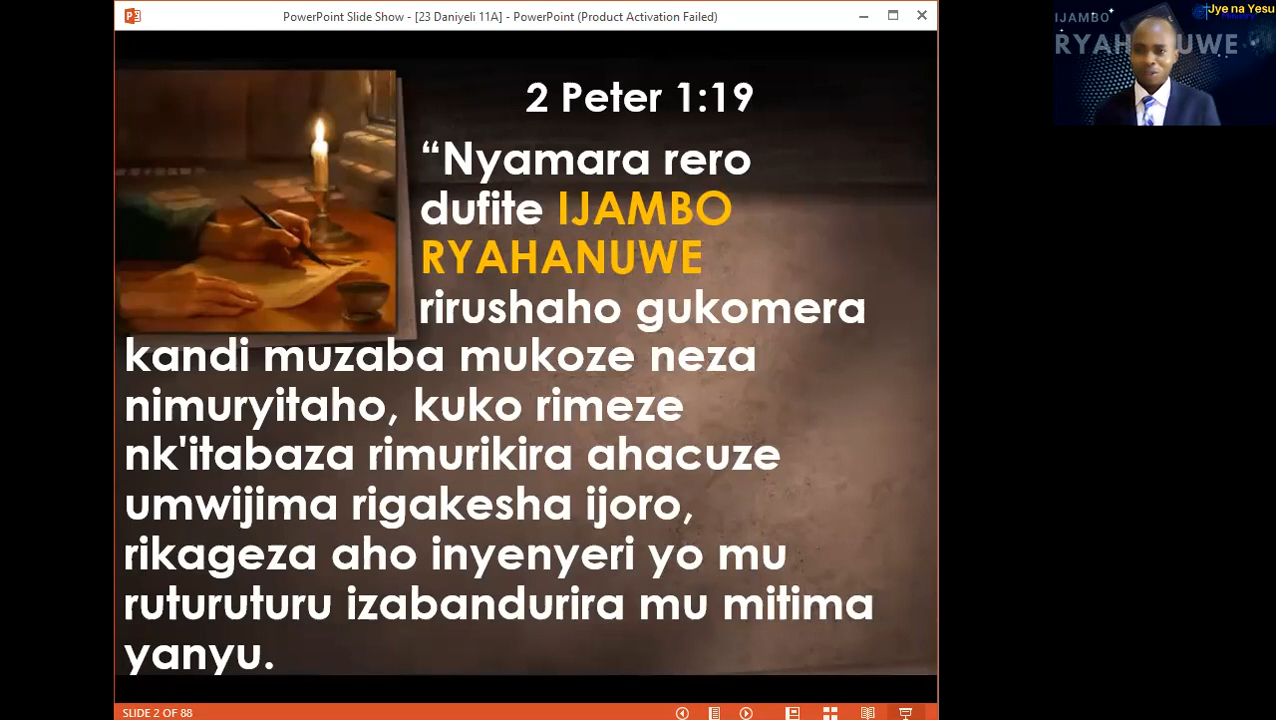 PowerPoint Slide Show - [23 Daniyeli 11A] - PowerPoint (Product Activation Failed)
2 Peter 1:19
“Nyamara rero
dufite IJAMBO
RYAHANUWE
rirushaho gukomera
kandi muzaba mukoze neza
nimuryitaho, kuko rimeze
nk'itabaza rimurikira ahacuze
umwijima rigakesha ijoro,
rikageza aho inyenyeri yo mu
ruturuturu izabandurira mu mitima
yanyu.
SLIDE 2 OF 88
Jye na Yesu
IJAMBO